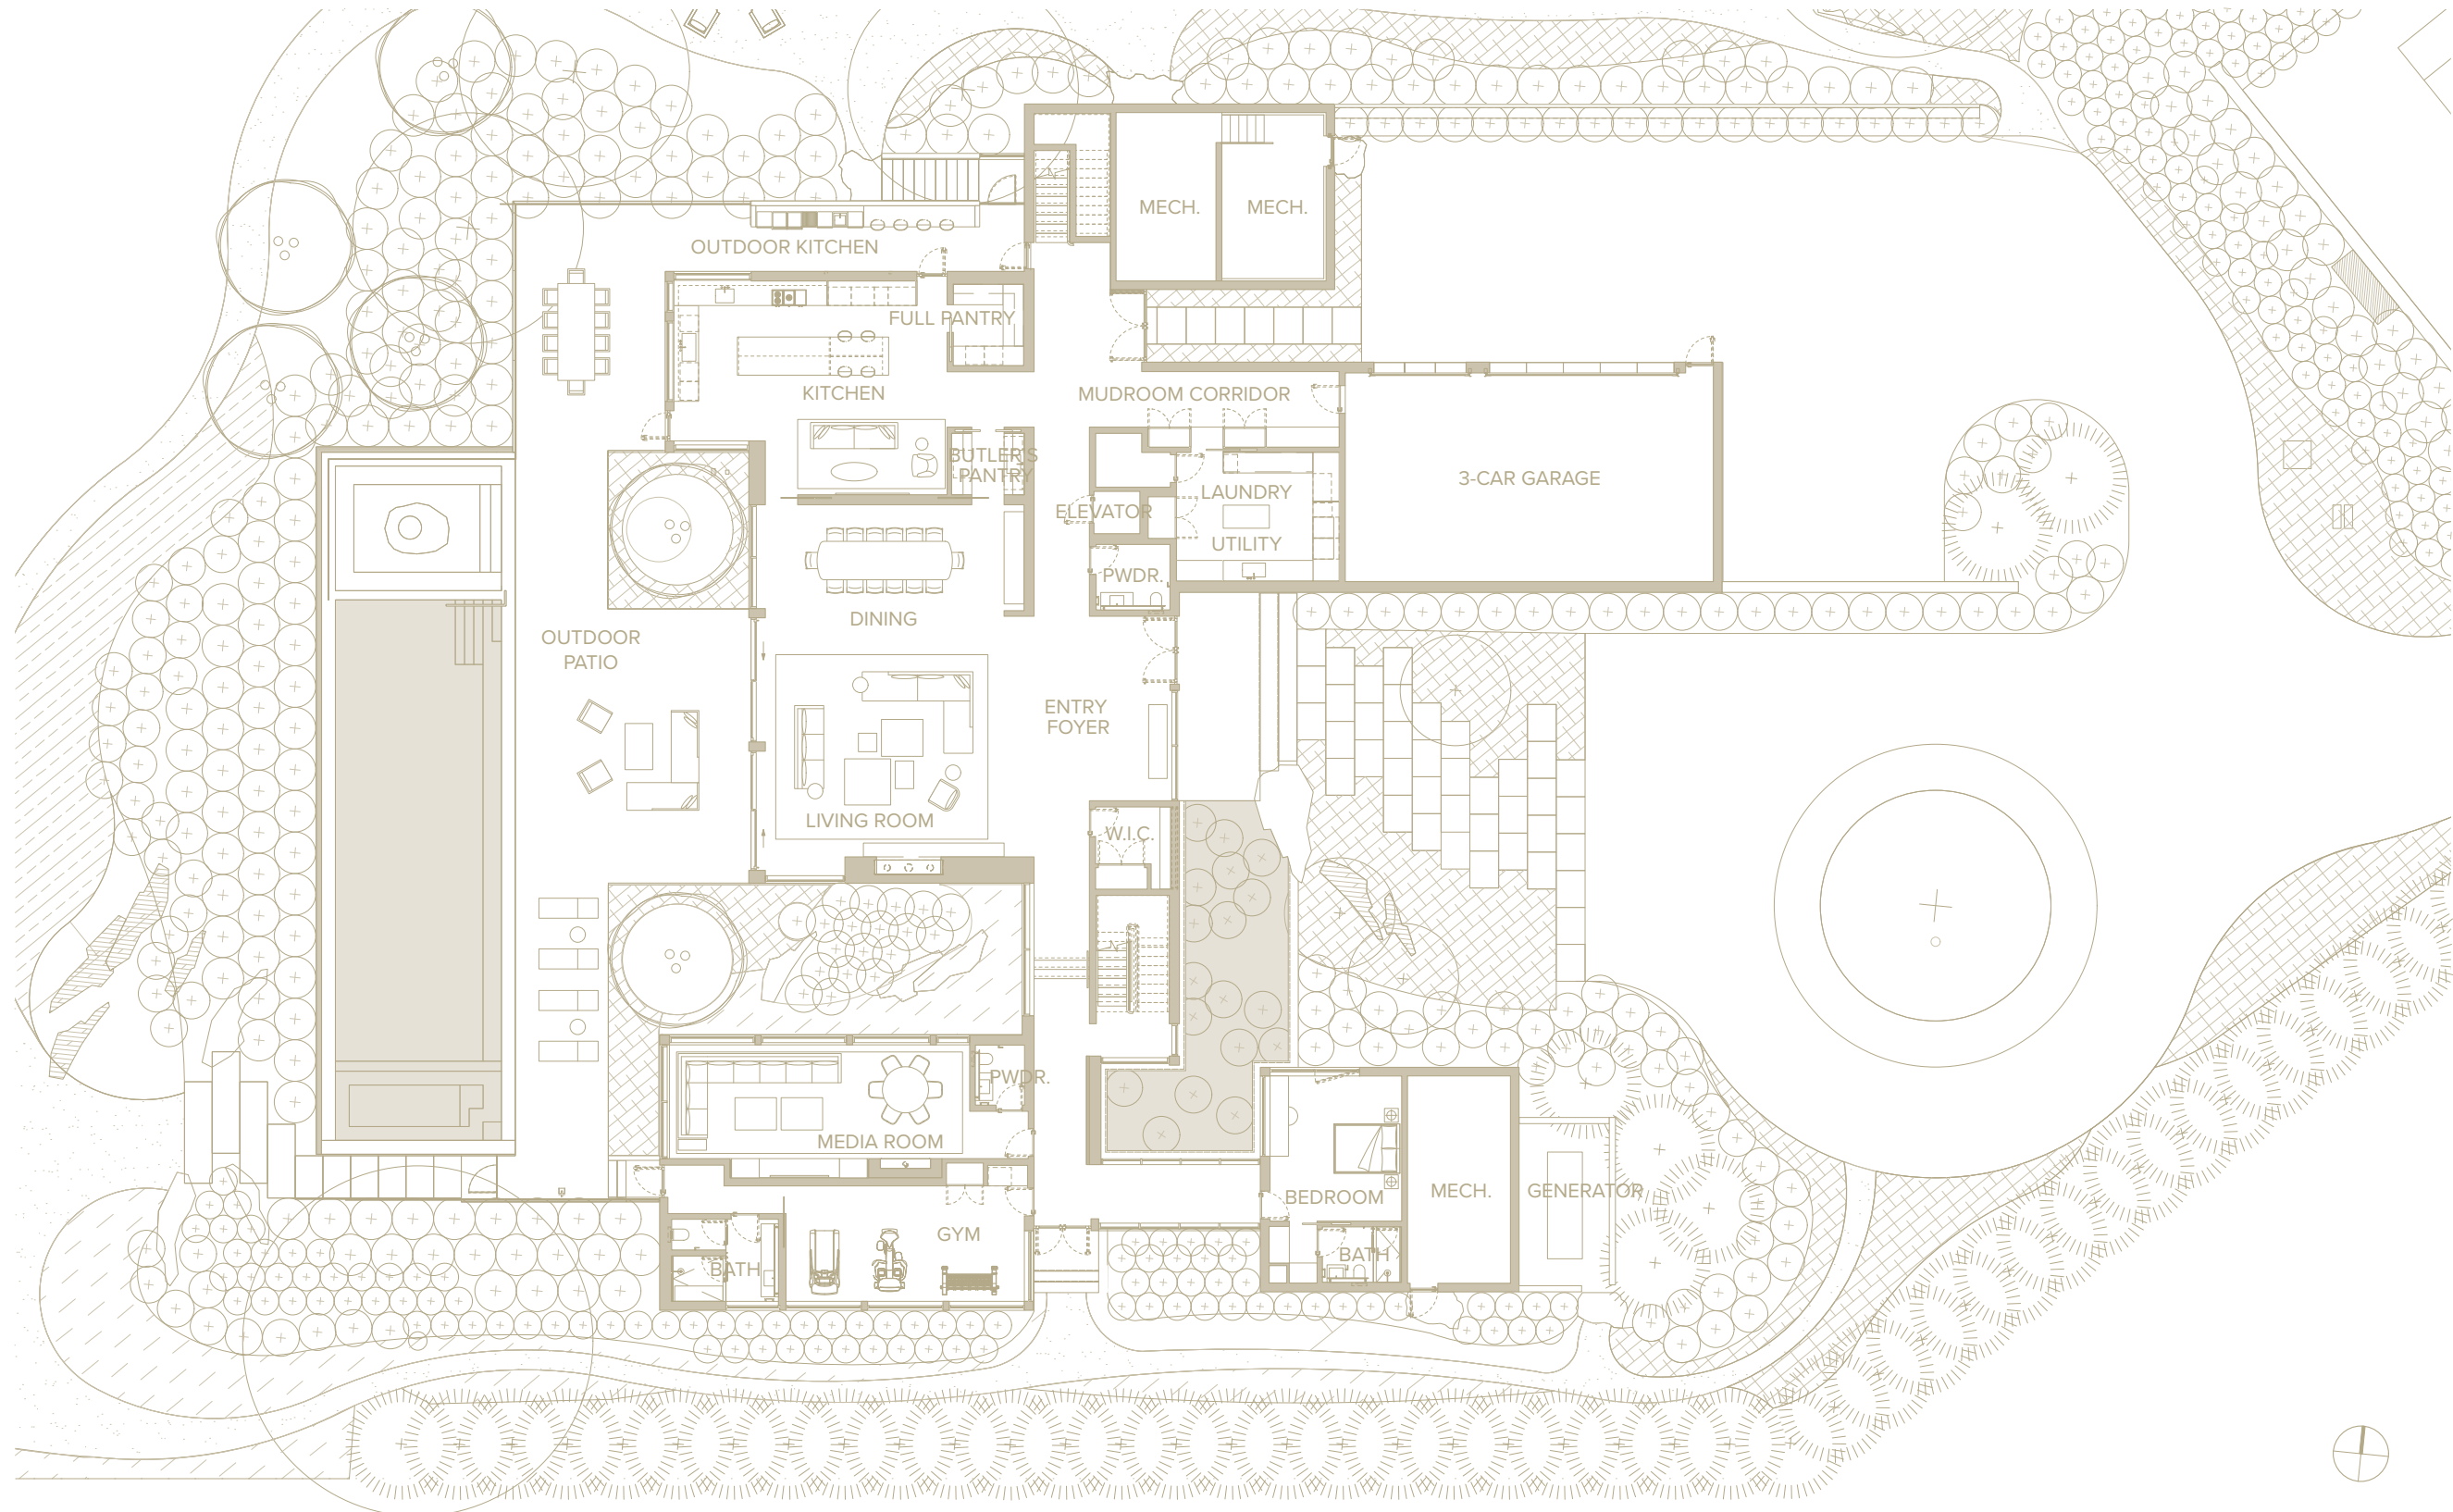 MECH.
MECH.
OUTDOOR KITCHEN
FULL PANTRY
KITCHEN
MUDROOM CORRIDOR
BUTLER'S
PANTRY
3-CAR GARAGE
LAUNDRY
ELEVATOR
UTILITY
PWDR.
DINING
OUTDOOR
PATIO
ENTRY
FOYER
LIVING ROOM
W.I.C.
PWDR.
MEDIA ROOM
BEDROOM
MECH.
GENERATOR
GYM
BATH
BATH